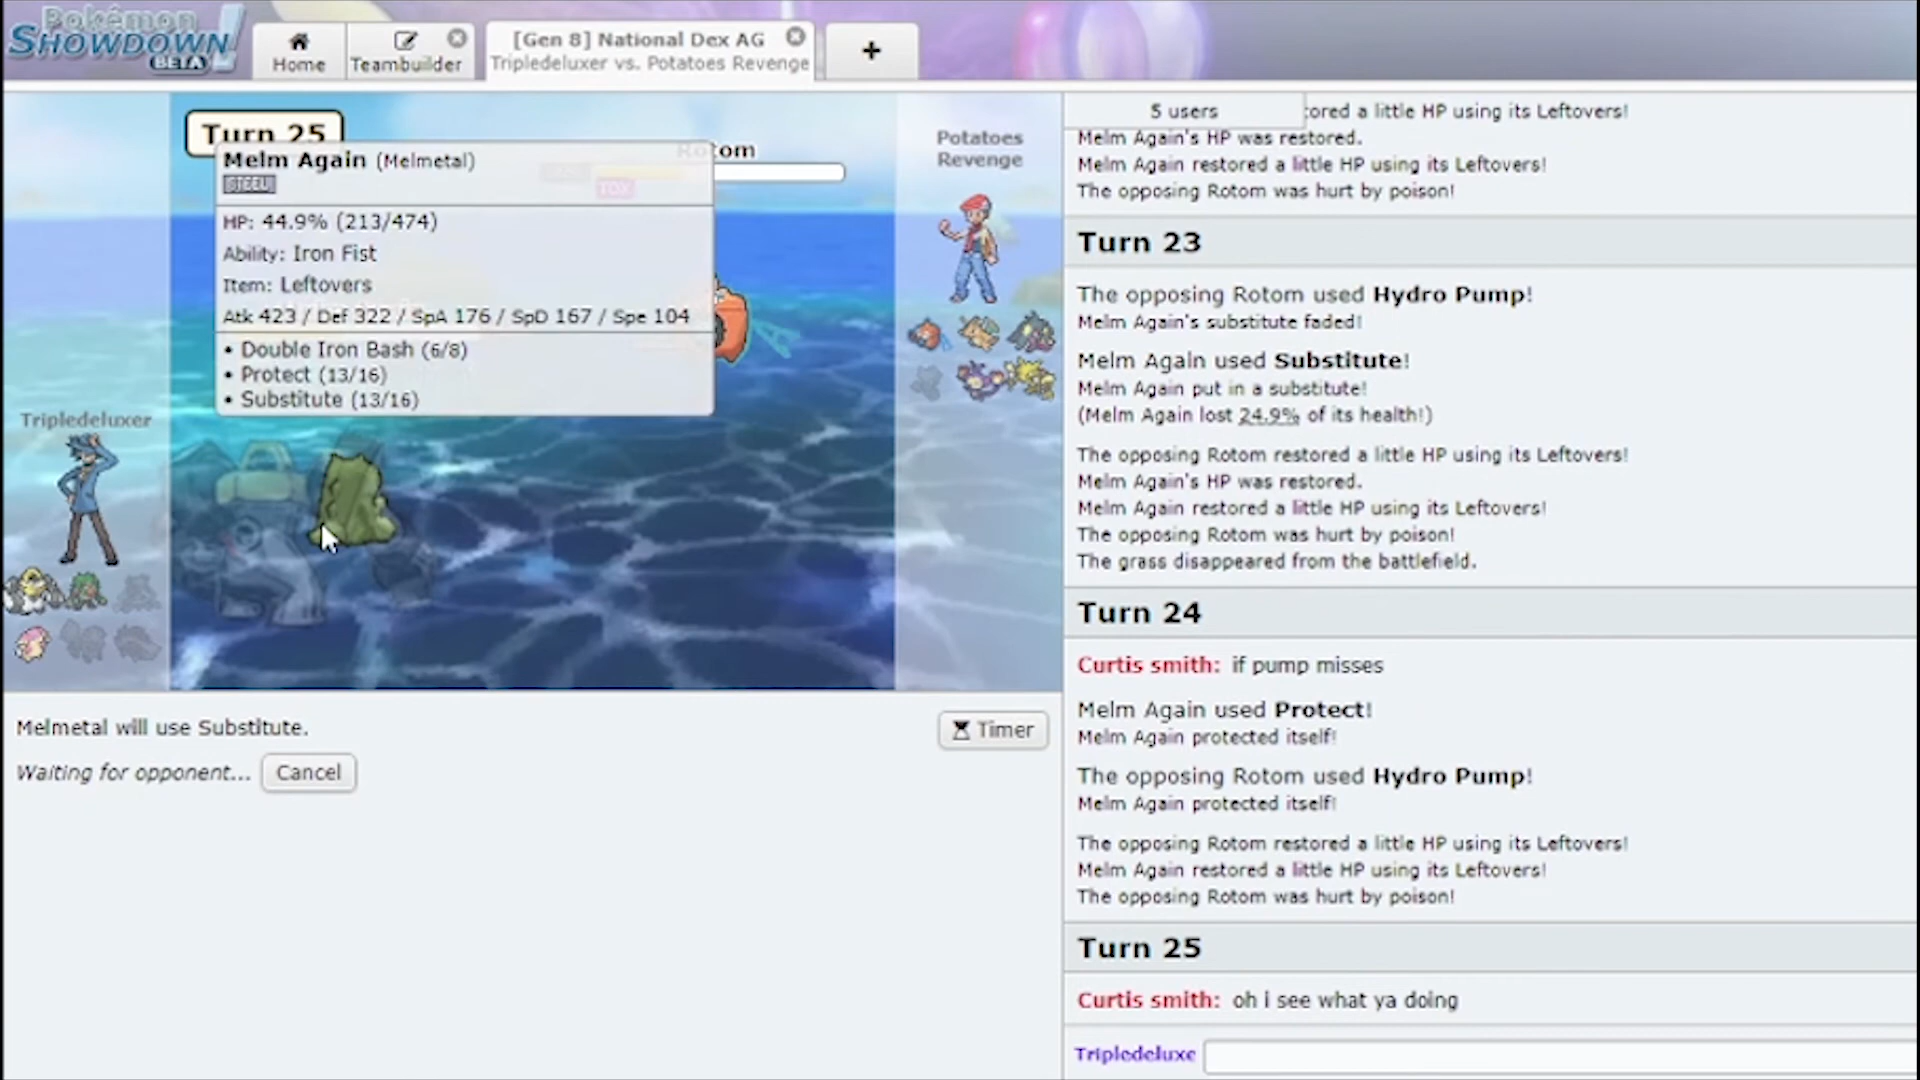 Pokémon
SHOWDOWN!
BETA
Home
Teambuilder
[Gen 8] National Dex AG
Tripledeluxer vs. Potatoes Revenge
+
Turn 25
Melm Again (Melmetal)
STEEL
HP: 44.9% (213/474)
Ability: Iron Fist
Item: Leftovers
Atk 423 / Def 322 / SpA 176 / SpD 167 / Spe 104
• Double Iron Bash (6/8)
• Protect (13/16)
• Substitute (13/16)
Rotom
TOX
Potatoes
Revenge
Tripledeluxer
Melmetal will use Substitute.
Timer
Waiting for opponent... Cancel
5 users
ored a little HP using its Leftovers!
Melm Again's HP was restored.
Melm Again restored a little HP using its Leftovers!
The opposing Rotom was hurt by poison!
Turn 23
The opposing Rotom used Hydro Pump!
Melm Again's substitute faded!
Melm Again used Substitute!
Melm Again put in a substitute!
(Melm Again lost 24.9% of its health!)
The opposing Rotom restored a little HP using its Leftovers!
Melm Again's HP was restored.
Melm Again restored a little HP using its Leftovers!
The opposing Rotom was hurt by poison!
The grass disappeared from the battlefield.
Turn 24
Curtis smith: if pump misses
Melm Again used Protect!
Melm Again protected itself!
The opposing Rotom used Hydro Pump!
Melm Again protected itself!
The opposing Rotom restored a little HP using its Leftovers!
Melm Again restored a little HP using its Leftovers!
The opposing Rotom was hurt by poison!
Turn 25
Curtis smith: oh i see what ya doing
Tripledeluxe